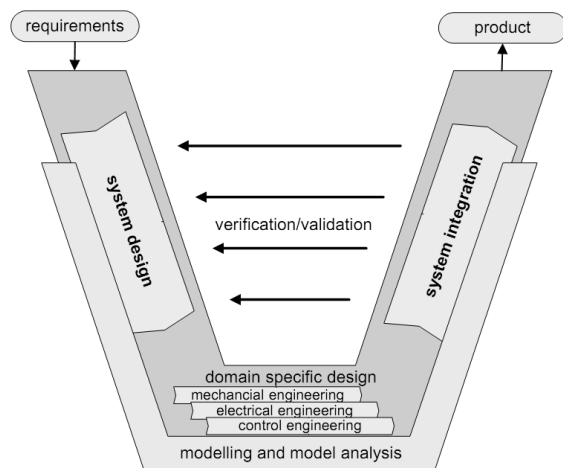 requirements
product
system design
system integration
verification/validation
domain specific design
mechancial engineering
electrical engineering
control engineering
modelling and model analysis